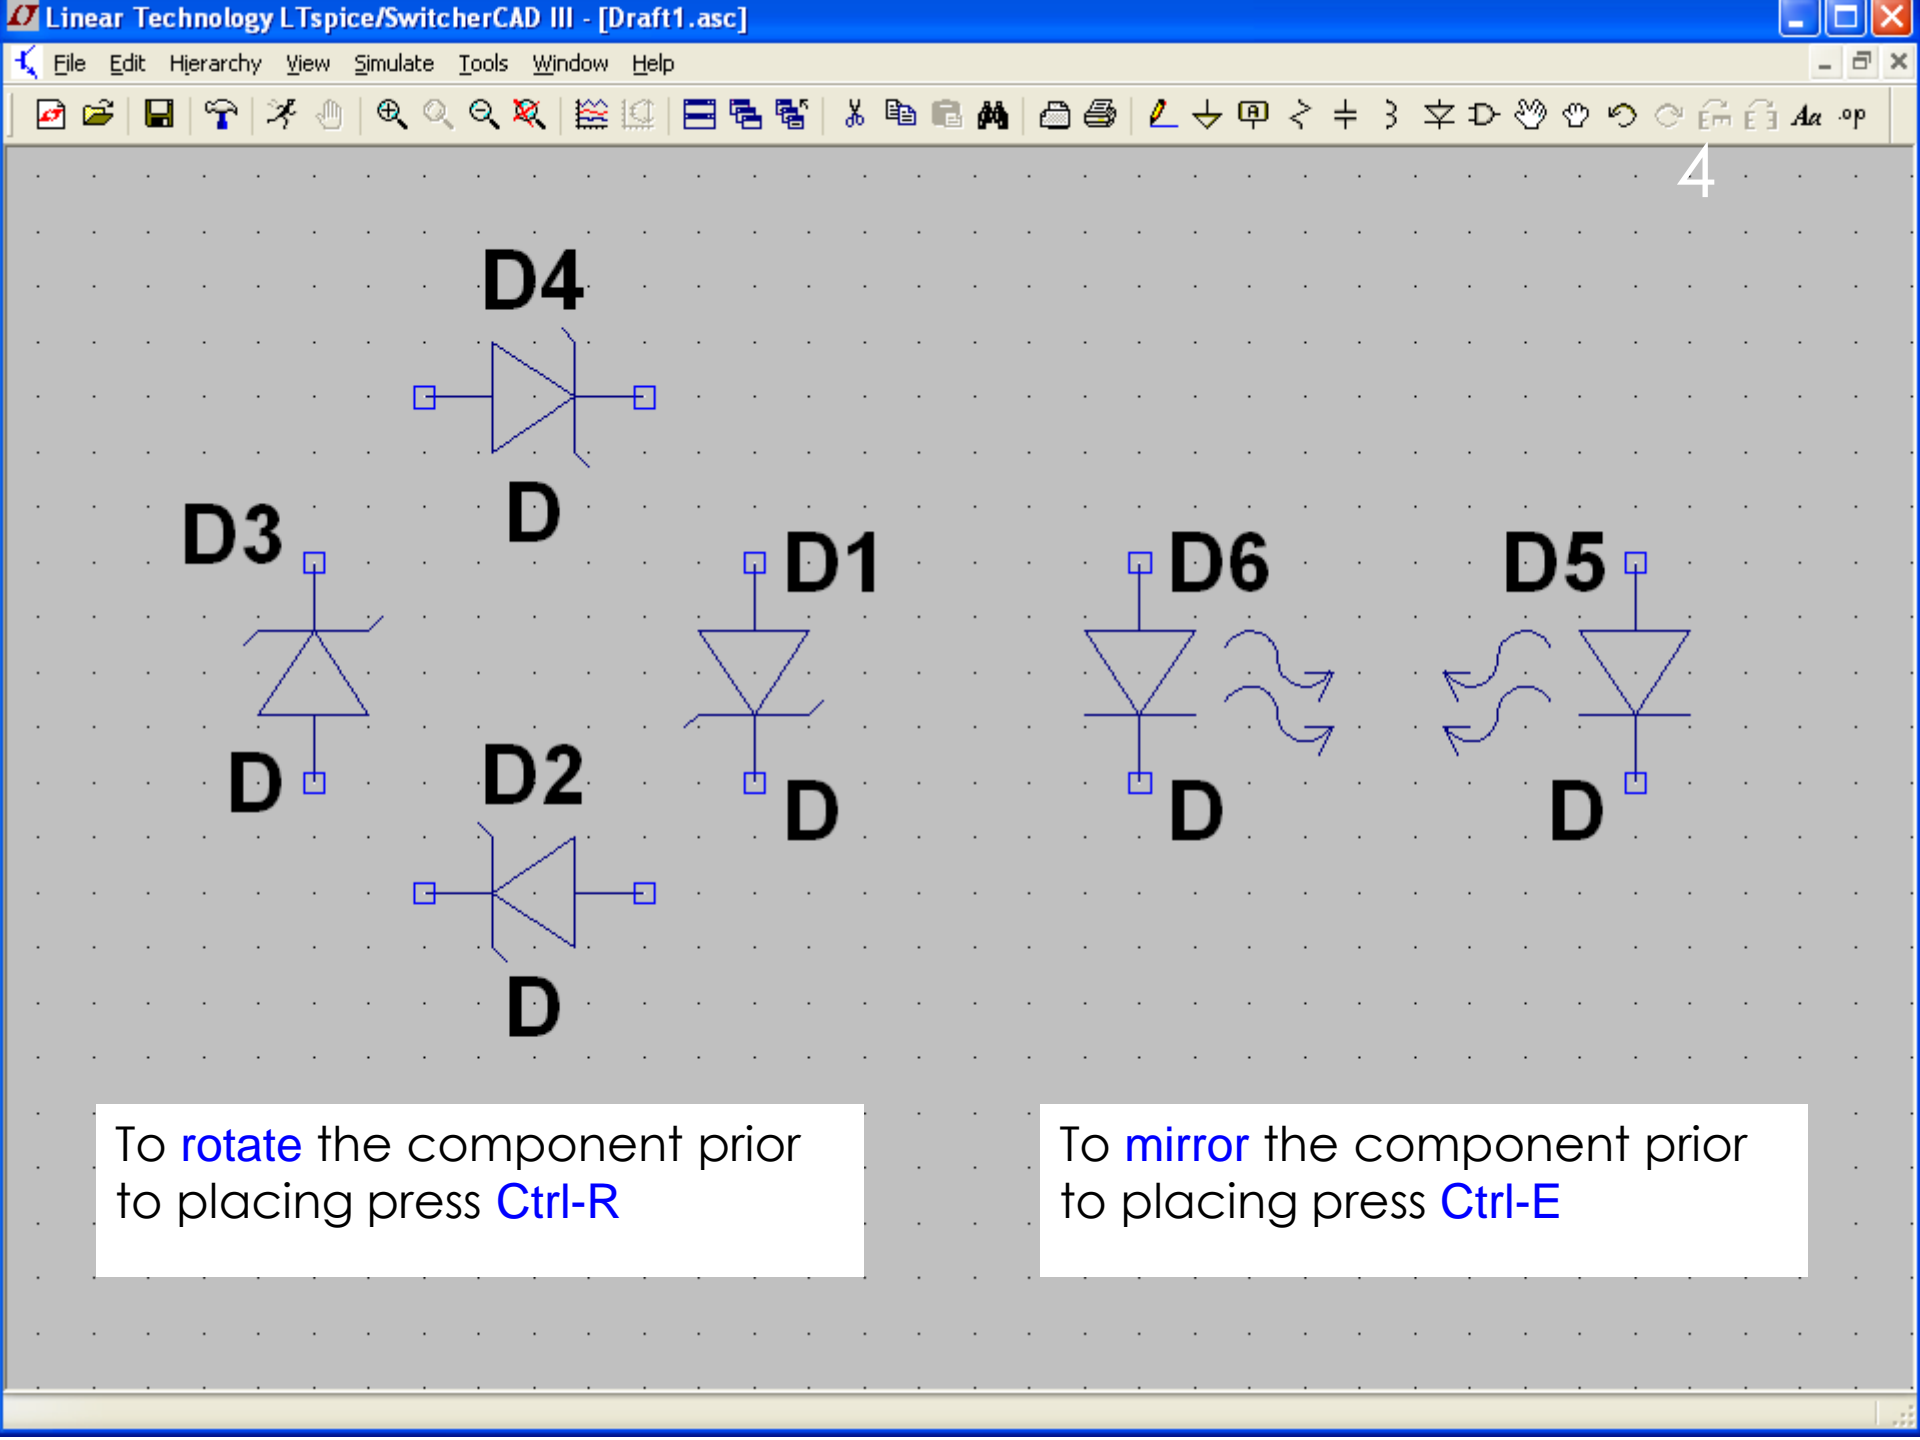 Linear Technology LTspice/SwitcherCAD III - [Draft1.asc]
File Edit Hierarchy View Simulate Tools Window Help
A Aa .op
4
D4
D
D3
D
D1
D
D2
D
D6
D
D5
D
To rotate the component prior
to placing press Ctrl-R
To mirror the component prior
to placing press Ctrl-E